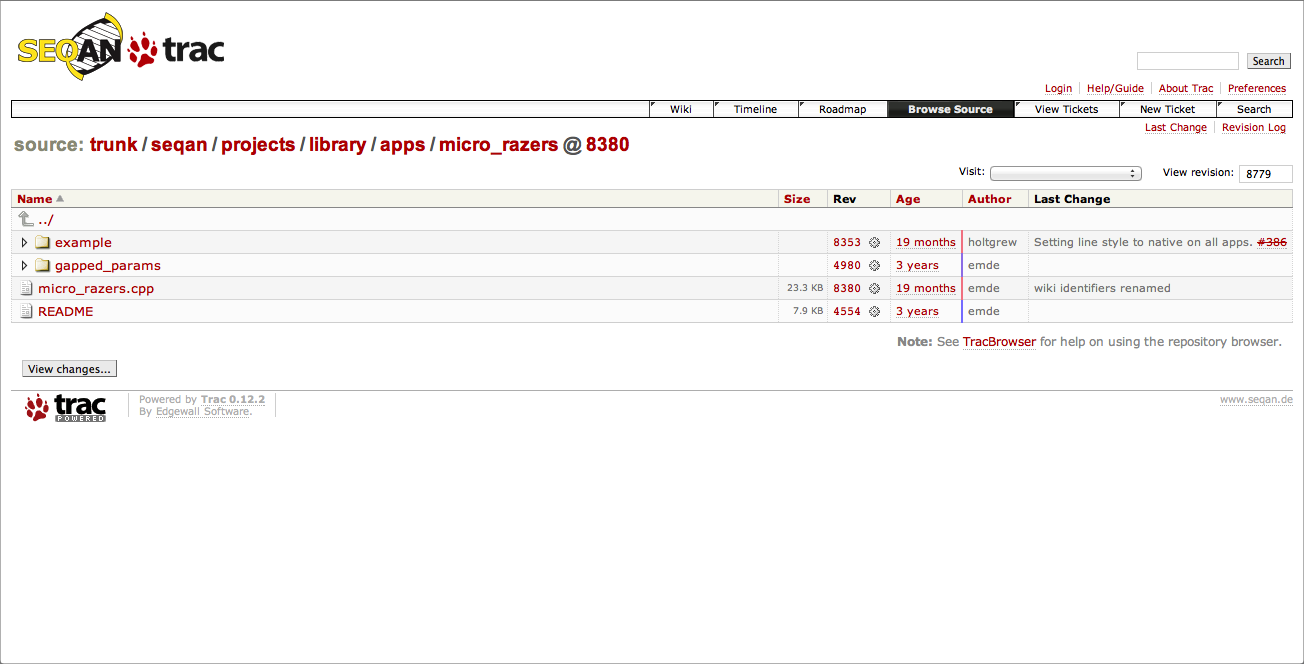 SEQAN trac
Search
Login Help/Guide About Trac Preferences
Wiki Timeline Roadmap Browse Source View Tickets New Ticket Search
Last Change Revision Log
source: trunk / seqan / projects / library / apps / micro_razers @ 8380
Visit: View revision: 8779
Name Size Rev Age Author Last Change
../
example 8353 19 months holtgrew Setting line style to native on all apps. #386
gapped_params 4980 3 years emde
micro_razers.cpp 23.3 KB 8380 19 months emde wiki identifiers renamed
README 7.9 KB 4554 3 years emde
Note: See TracBrowser for help on using the repository browser.
View changes...
trac POWERED
Powered by Trac 0.12.2
By Edgewall Software.
www.seqan.de